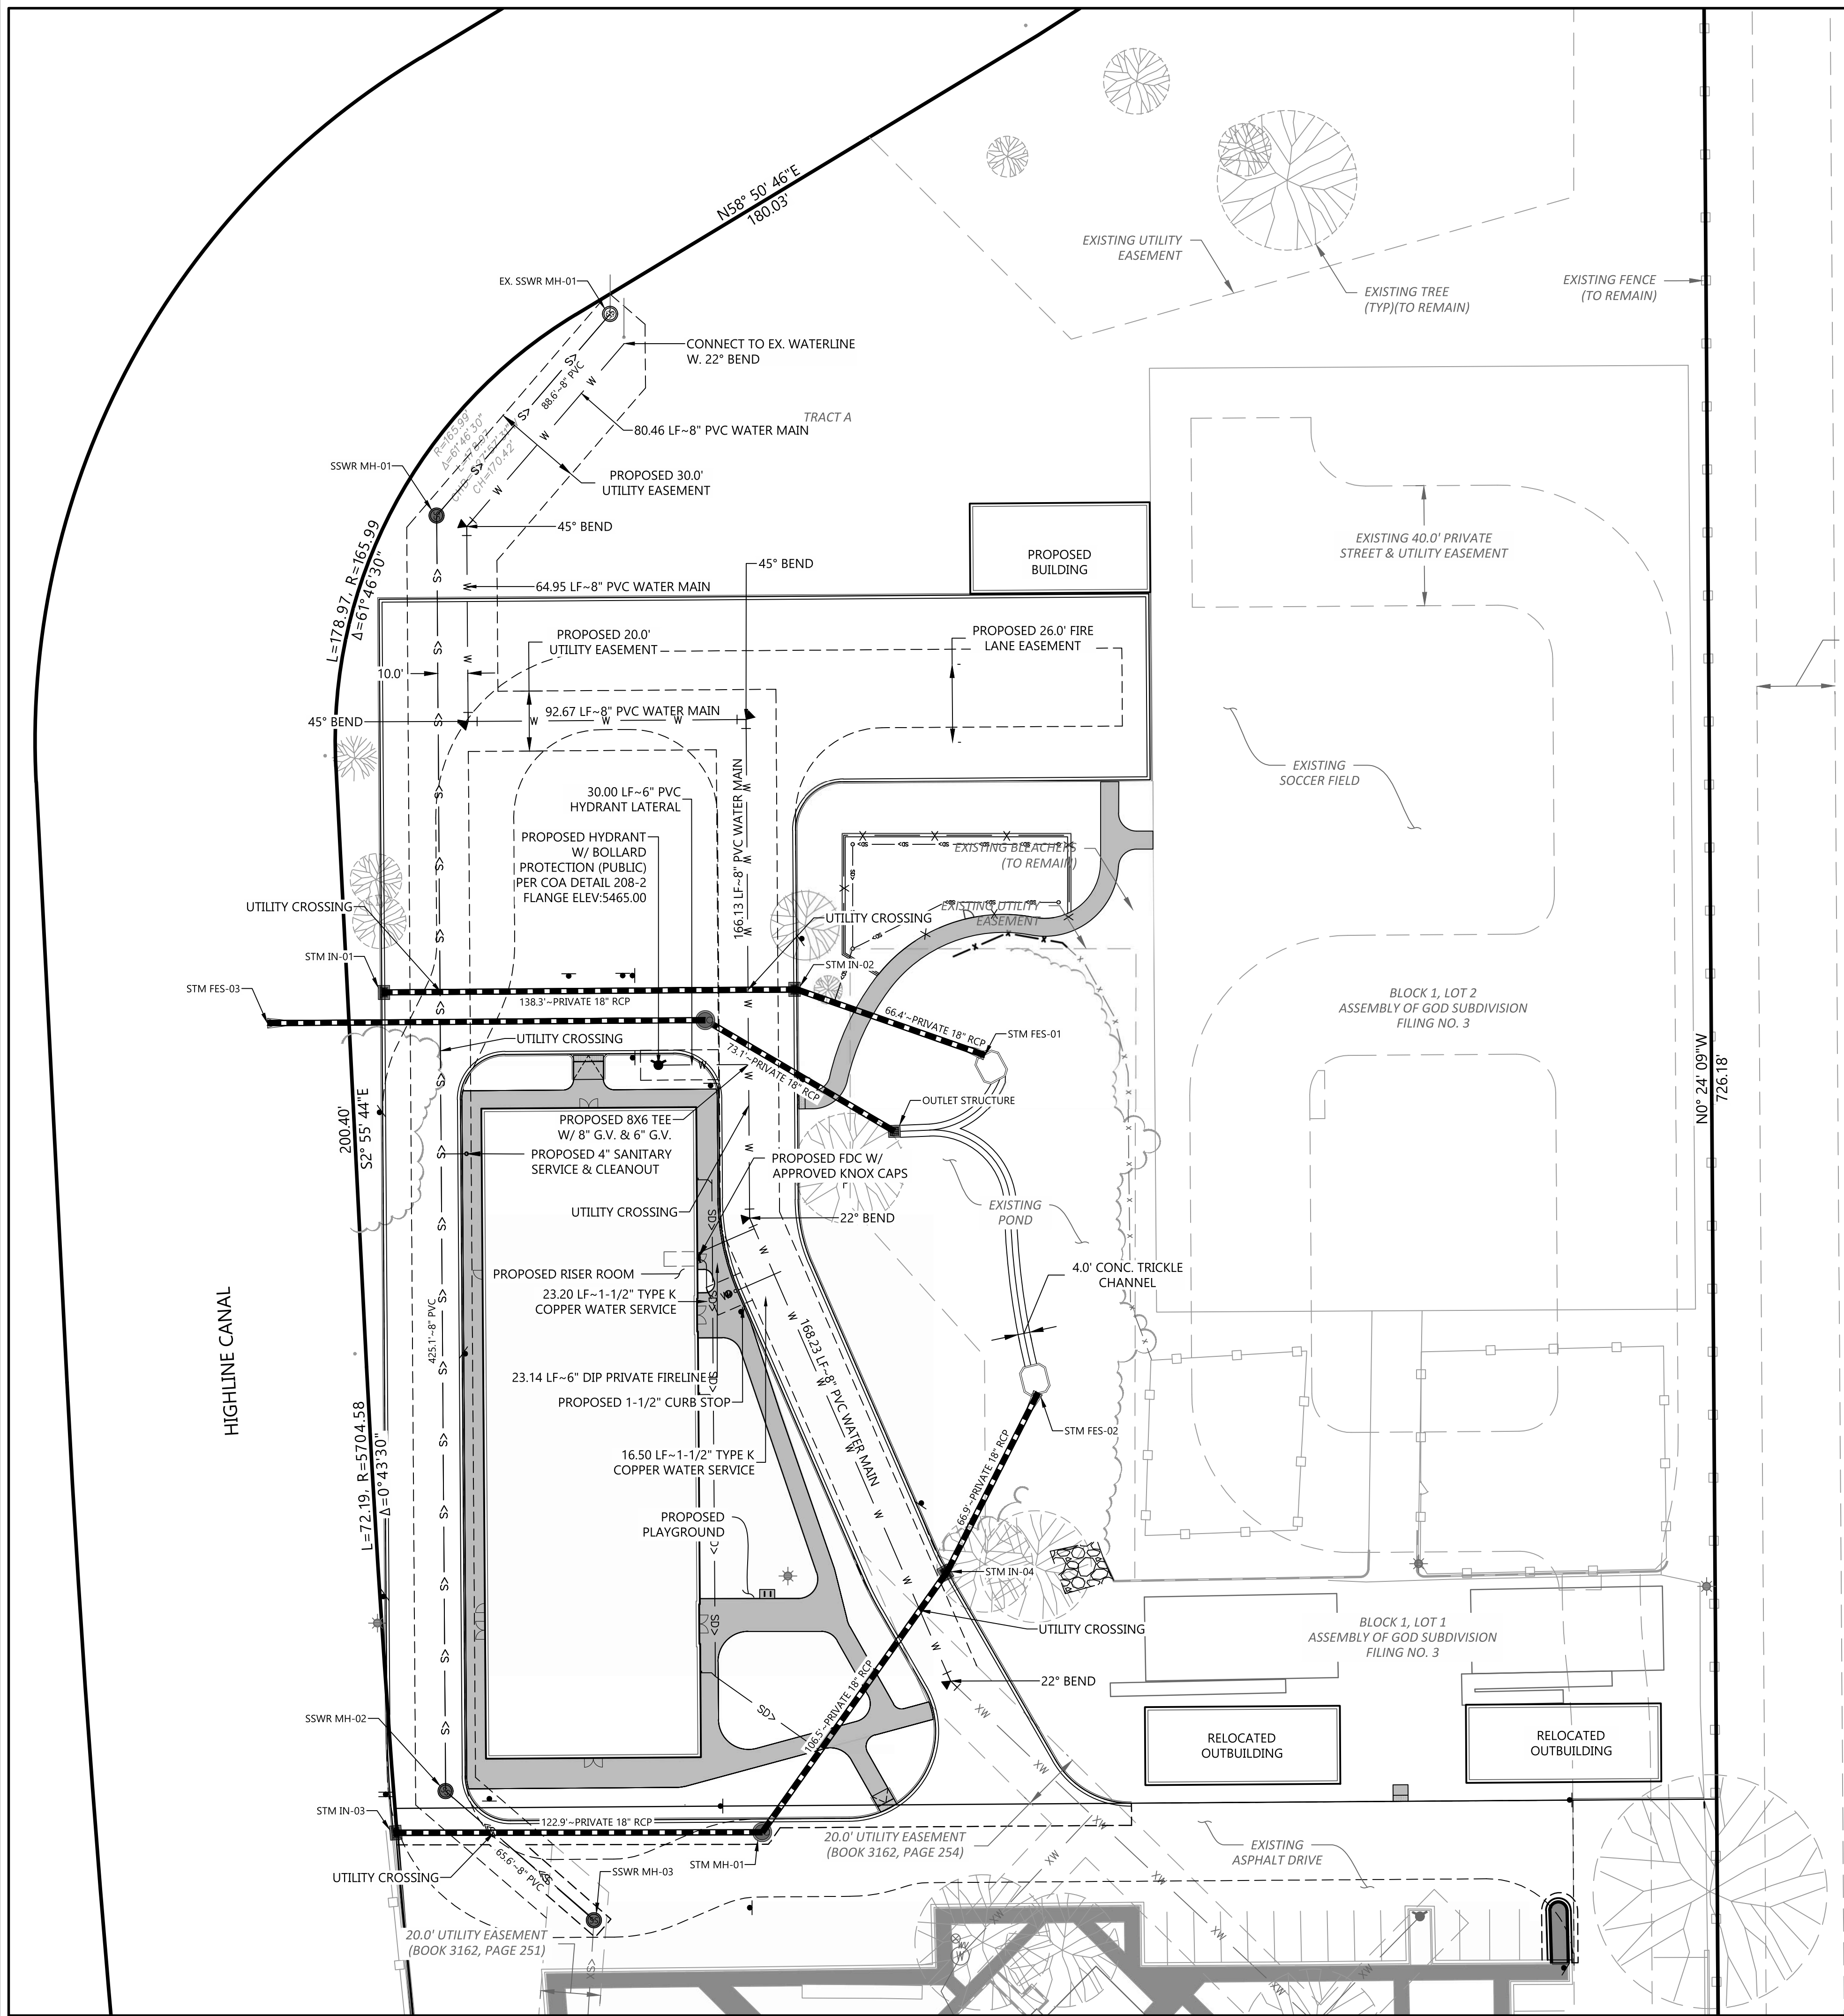 N58° 50' 46"E
180.03'
EX. SSWR MH-01
CONNECT TO EX. WATERLINE
W. 22° BEND
EXISTING UTILITY
EASEMENT
EXISTING TREE
(TYP)(TO REMAIN)
EXISTING FENCE
(TO REMAIN)
88.6'~8" PVC
TRACT A
80.46 LF~8" PVC WATER MAIN
R=165.99'
Δ=61°46'30"
L=178.97'
CH=170.42'
SSWR MH-01
PROPOSED 30.0'
UTILITY EASEMENT
45° BEND
45° BEND
64.95 LF~8" PVC WATER MAIN
L=178.97, R=165.99
Δ=61°46'30"
PROPOSED
BUILDING
EXISTING 40.0' PRIVATE
STREET & UTILITY EASEMENT
PROPOSED 20.0'
UTILITY EASEMENT
PROPOSED 26.0' FIRE
LANE EASEMENT
10.0'
45° BEND
92.67 LF~8" PVC WATER MAIN
EXISTING
SOCCER FIELD
30.00 LF~6" PVC
HYDRANT LATERAL
166.13 LF~8" PVC WATER MAIN
PROPOSED HYDRANT
W/ BOLLARD
PROTECTION (PUBLIC)
PER COA DETAIL 208-2
FLANGE ELEV:5465.00
EXISTING BLEACHERS
(TO REMAIN)
EXISTING UTILITY
EASEMENT
UTILITY CROSSING
UTILITY CROSSING
STM IN-01
STM IN-02
STM FES-03
138.3'~PRIVATE 18" RCP
66.4'~PRIVATE 18" RCP
STM FES-01
BLOCK 1, LOT 2
ASSEMBLY OF GOD SUBDIVISION
FILING NO. 3
UTILITY CROSSING
73.1'~PRIVATE 18" RCP
OUTLET STRUCTURE
N0° 24' 09"W
726.18'
200.40'
S2° 55' 44"E
PROPOSED 8X6 TEE
W/ 8" G.V. & 6" G.V.
PROPOSED 4" SANITARY
SERVICE & CLEANOUT
PROPOSED FDC W/
APPROVED KNOX CAPS
UTILITY CROSSING
22° BEND
EXISTING
POND
PROPOSED RISER ROOM
23.20 LF~1-1/2" TYPE K
COPPER WATER SERVICE
4.0' CONC. TRICKLE
CHANNEL
HIGHLINE CANAL
425.1'~8" PVC
168.23 LF~8" PVC WATER MAIN
23.14 LF~6" DIP PRIVATE FIRELINE
PROPOSED 1-1/2" CURB STOP
STM FES-02
L=72.19, R=5704.58
Δ=0°43'30"
16.50 LF~1-1/2" TYPE K
COPPER WATER SERVICE
66.9'~PRIVATE 18" RCP
PROPOSED
PLAYGROUND
STM IN-04
UTILITY CROSSING
BLOCK 1, LOT 1
ASSEMBLY OF GOD SUBDIVISION
FILING NO. 3
22° BEND
106.5'~PRIVATE 18" RCP
SSWR MH-02
RELOCATED
OUTBUILDING
RELOCATED
OUTBUILDING
STM IN-03
122.9'~PRIVATE 18" RCP
20.0' UTILITY EASEMENT
(BOOK 3162, PAGE 254)
EXISTING
ASPHALT DRIVE
UTILITY CROSSING
65.6'~8" PVC
SSWR MH-03
STM MH-01
20.0' UTILITY EASEMENT
(BOOK 3162, PAGE 251)